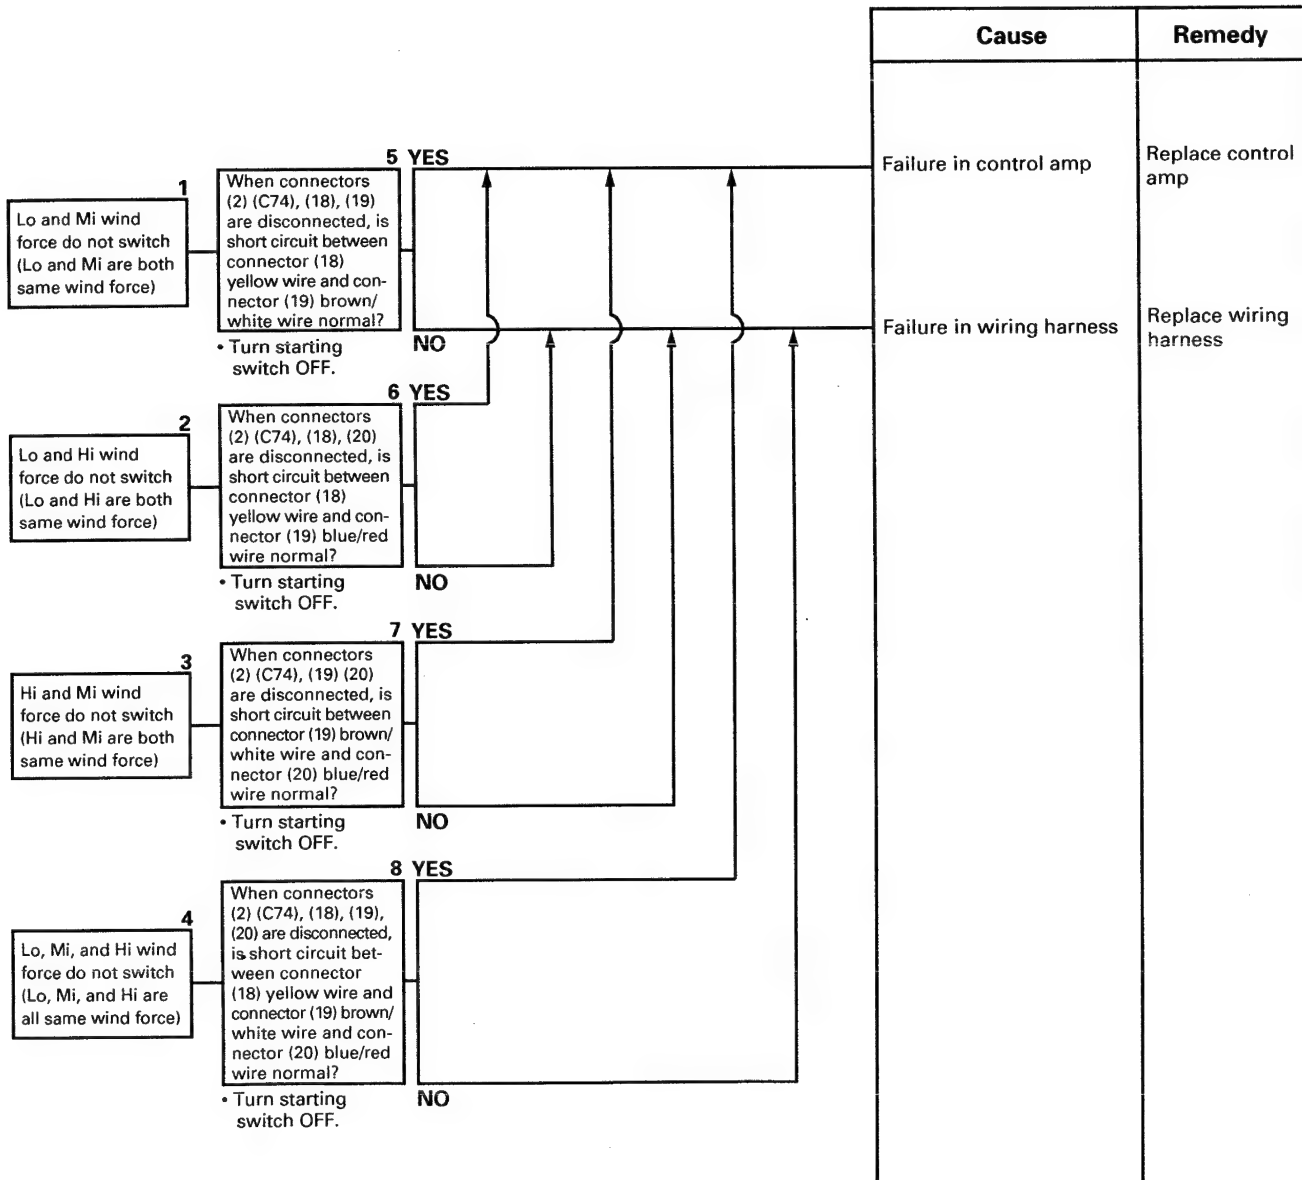 Cause
Remedy
5 YES
Failure in control amp
Replace control
amp
1
Lo and Mi wind
force do not switch
(Lo and Mi are both
same wind force)
When connectors
(2) (C74), (18), (19)
are disconnected, is
short circuit between
connector (18)
yellow wire and con-
nector (19) brown/
white wire normal?
NO
• Turn starting
switch OFF.
Failure in wiring harness
Replace wiring
harness
6 YES
2
Lo and Hi wind
force do not switch
(Lo and Hi are both
same wind force)
When connectors
(2) (C74), (18), (20)
are disconnected, is
short circuit between
connector (18)
yellow wire and con-
nector (19) blue/red
wire normal?
NO
• Turn starting
switch OFF.
7 YES
3
Hi and Mi wind
force do not switch
(Hi and Mi are both
same wind force)
When connectors
(2) (C74), (19) (20)
are disconnected, is
short circuit between
connector (19) brown/
white wire and con-
nector (20) blue/red
wire normal?
NO
• Turn starting
switch OFF.
8 YES
4
Lo, Mi, and Hi wind
force do not switch
(Lo, Mi, and Hi are
all same wind force)
When connectors
(2) (C74), (18), (19),
(20) are disconnected,
is short circuit bet-
ween connector
(18) yellow wire and
connector (19) brown/
white wire and con-
nector (20) blue/red
wire normal?
NO
• Turn starting
switch OFF.